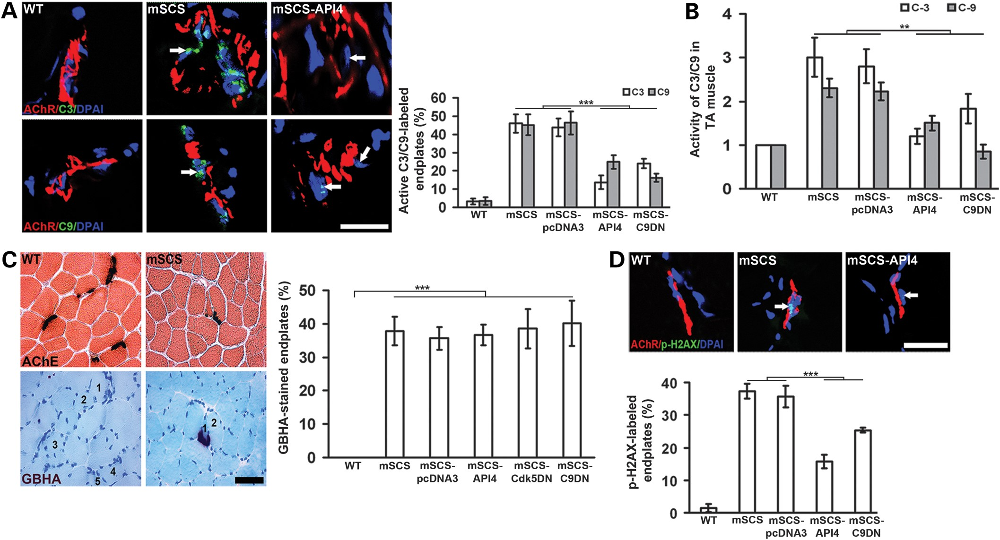 A
WT
mSCS
mSCS-API4
AChR/C3/DPAI
AChR/C9/DPAI
Active C3/C9-labeled
endplates (%)
C3 C9
***
60
50
40
30
20
10
0
WT
mSCS
mSCS-
pcDNA3
mSCS-
API4
mSCS-
C9DN
B
C-3 C-9
Activity of C3/C9 in
TA muscle
**
4
3
2
1
0
WT
mSCS
mSCS-
pcDNA3
mSCS-
API4
mSCS-
C9DN
C
WT
mSCS
AChE
1
2
3
4
5
GBHA
1
2
GBHA-stained endplates (%)
***
50
40
30
20
10
0
WT
mSCS
mSCS-
pcDNA3
mSCS-
API4
mSCS-
Cdk5DN
mSCS-
C9DN
D
WT
mSCS
mSCS-API4
AChR/p-H2AX/DPAI
p-H2AX-labeled
endplates (%)
***
40
30
20
10
0
WT
mSCS
mSCS-
pcDNA3
mSCS-
API4
mSCS-
C9DN